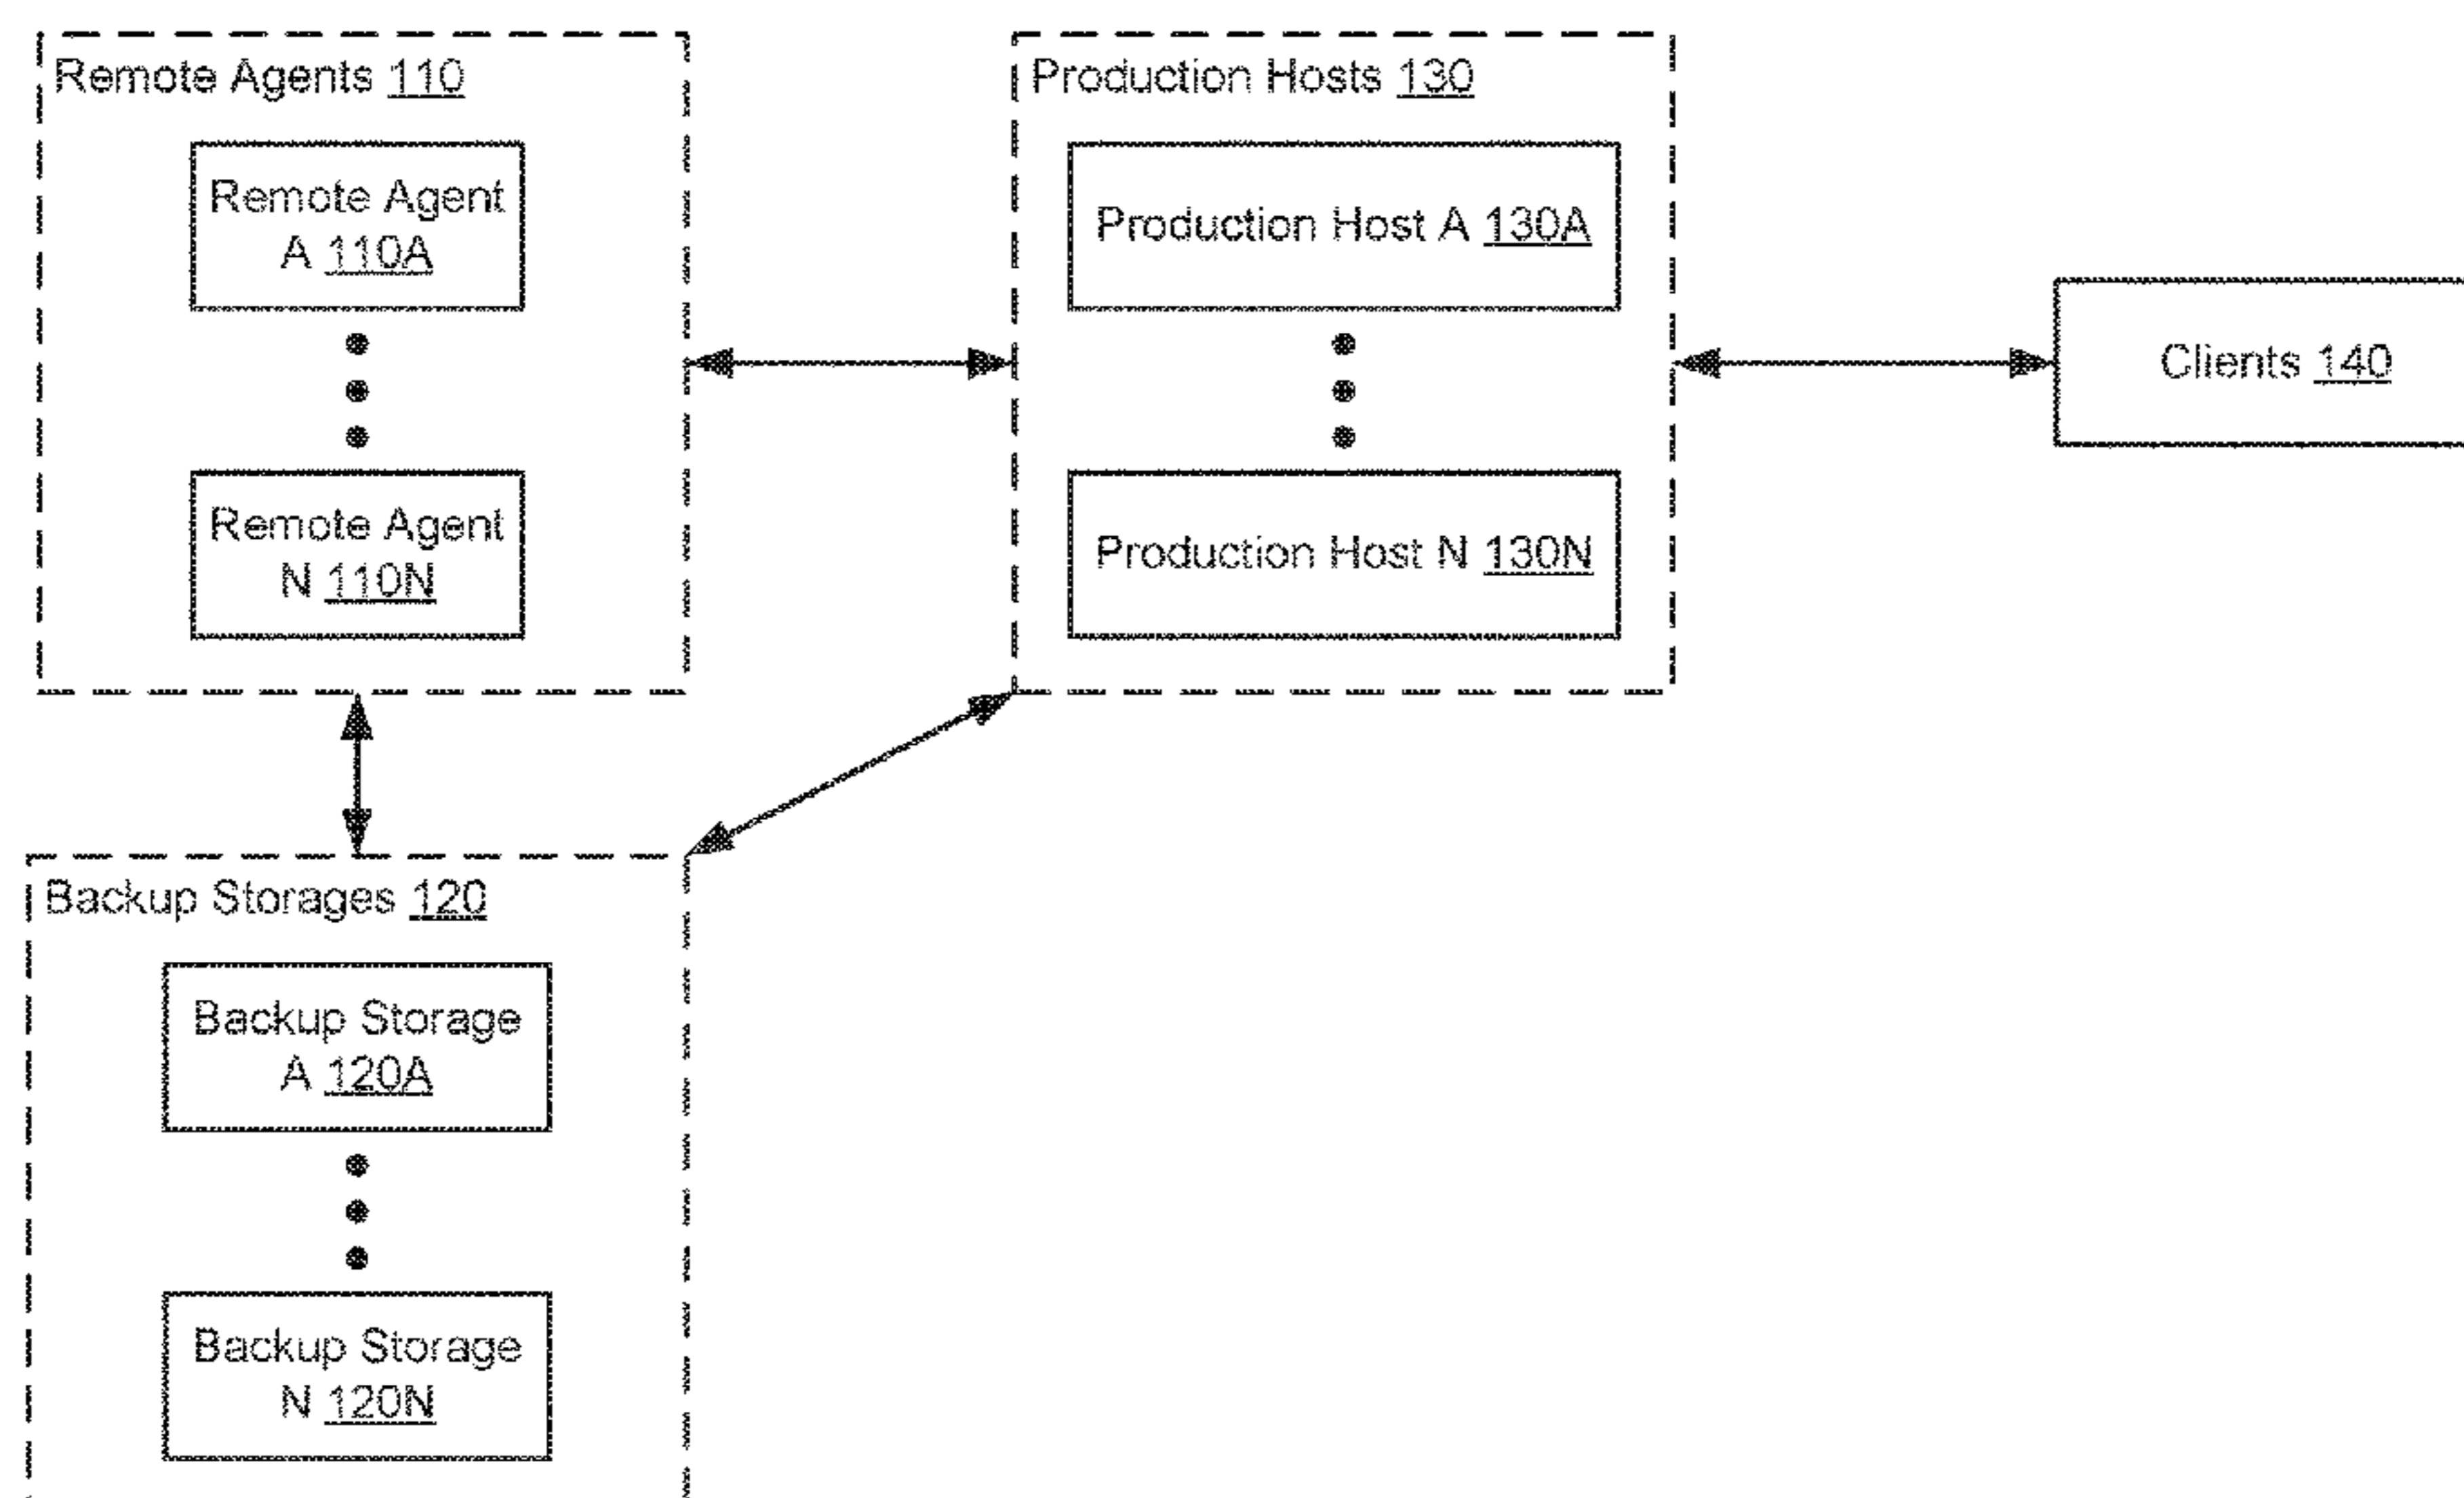 Remote Agents 110
Remote Agent
A 110A
Remote Agent
N 110N
Production Hosts 130
Production Host A 130A
Production Host N 130N
Clients 140
Backup Storages 120
Backup Storage
A 120A
Backup Storage
N 120N